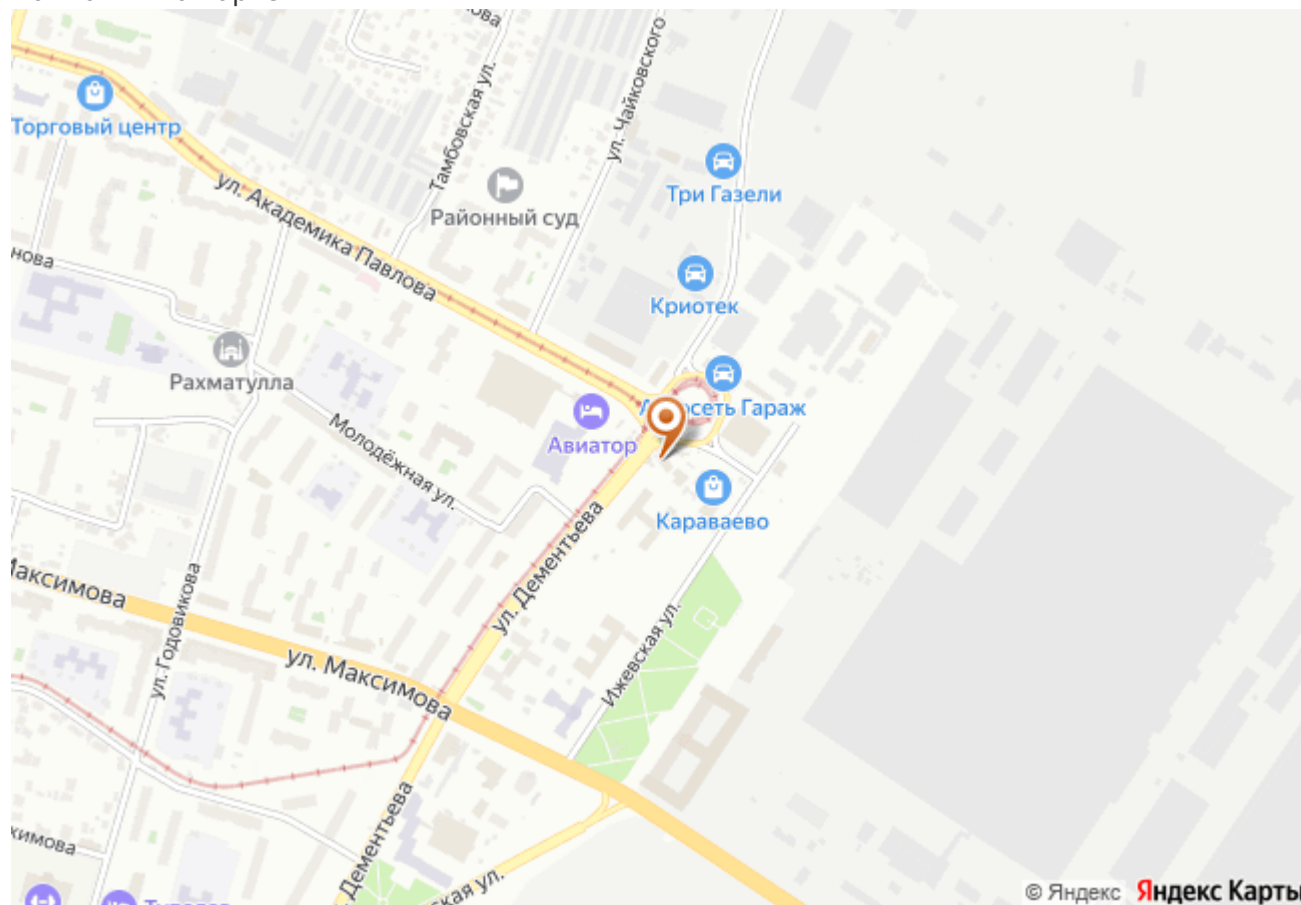 Торговый центр
Тамбовская ул.
ул. Чайковского
Районный суд
Три Газели
ул. Академика Павлова
нова
Криотек
Рахматулла
сеть Гараж
Авиатор
Молодёжная ул.
Караваево
ул. Дементьева
Максимова
ул. Годовикова
ул. Максимова
Ижевская ул.
Дементьева
кимова
ская ул.
© Яндекс Яндекс Карты